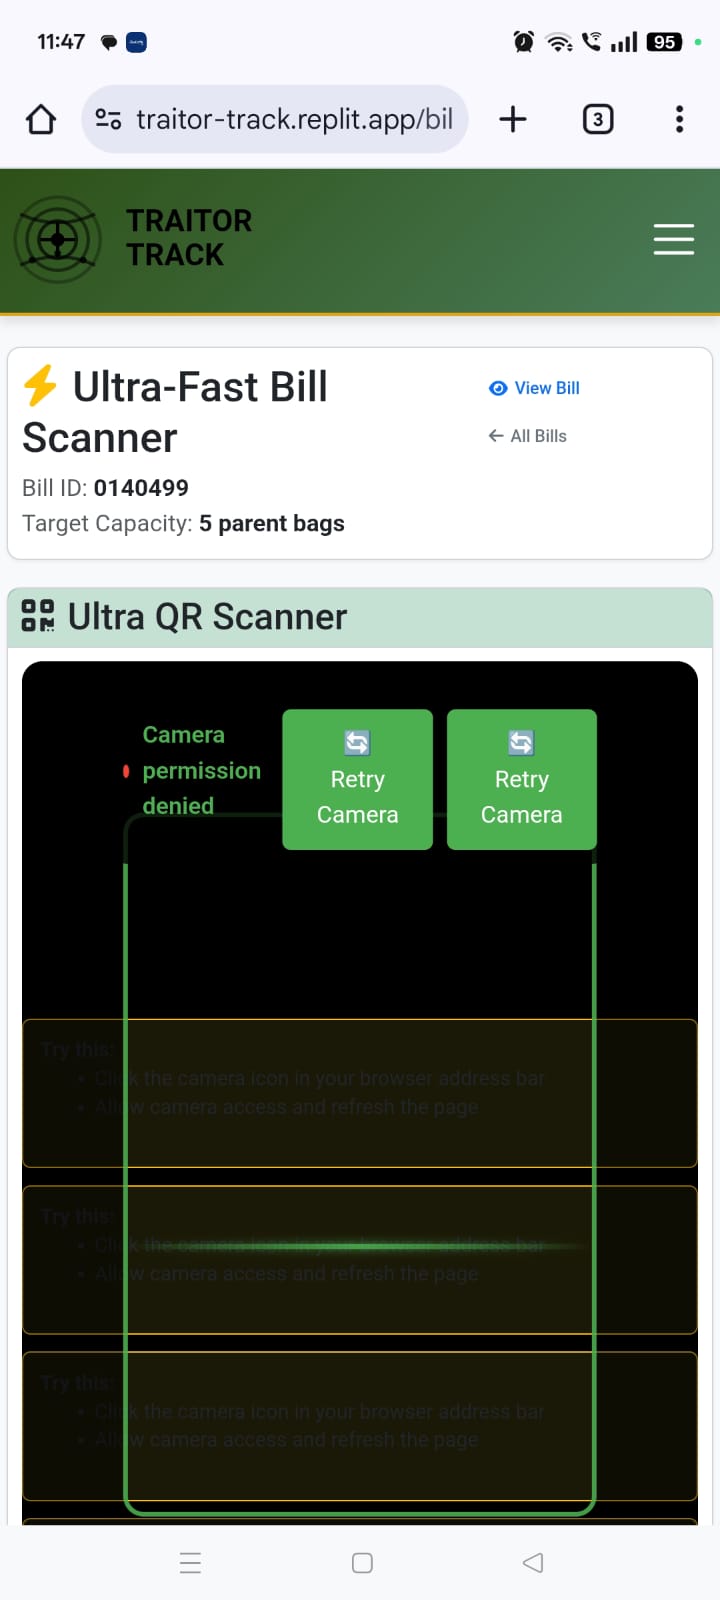 11:47
95
traitor-track.replit.app/bil
3
TRAITOR
TRACK
Ultra-Fast Bill
Scanner
View Bill
All Bills
Bill ID: 0140499
Target Capacity: 5 parent bags
Ultra QR Scanner
Camera
permission
denied
Retry
Camera
Retry
Camera
Try this:
• Click the camera icon in your browser address bar
• Allow camera access and refresh the page
Try this:
• Click the camera icon in your browser address bar
• Allow camera access and refresh the page
Try this:
• Click the camera icon in your browser address bar
• Allow camera access and refresh the page